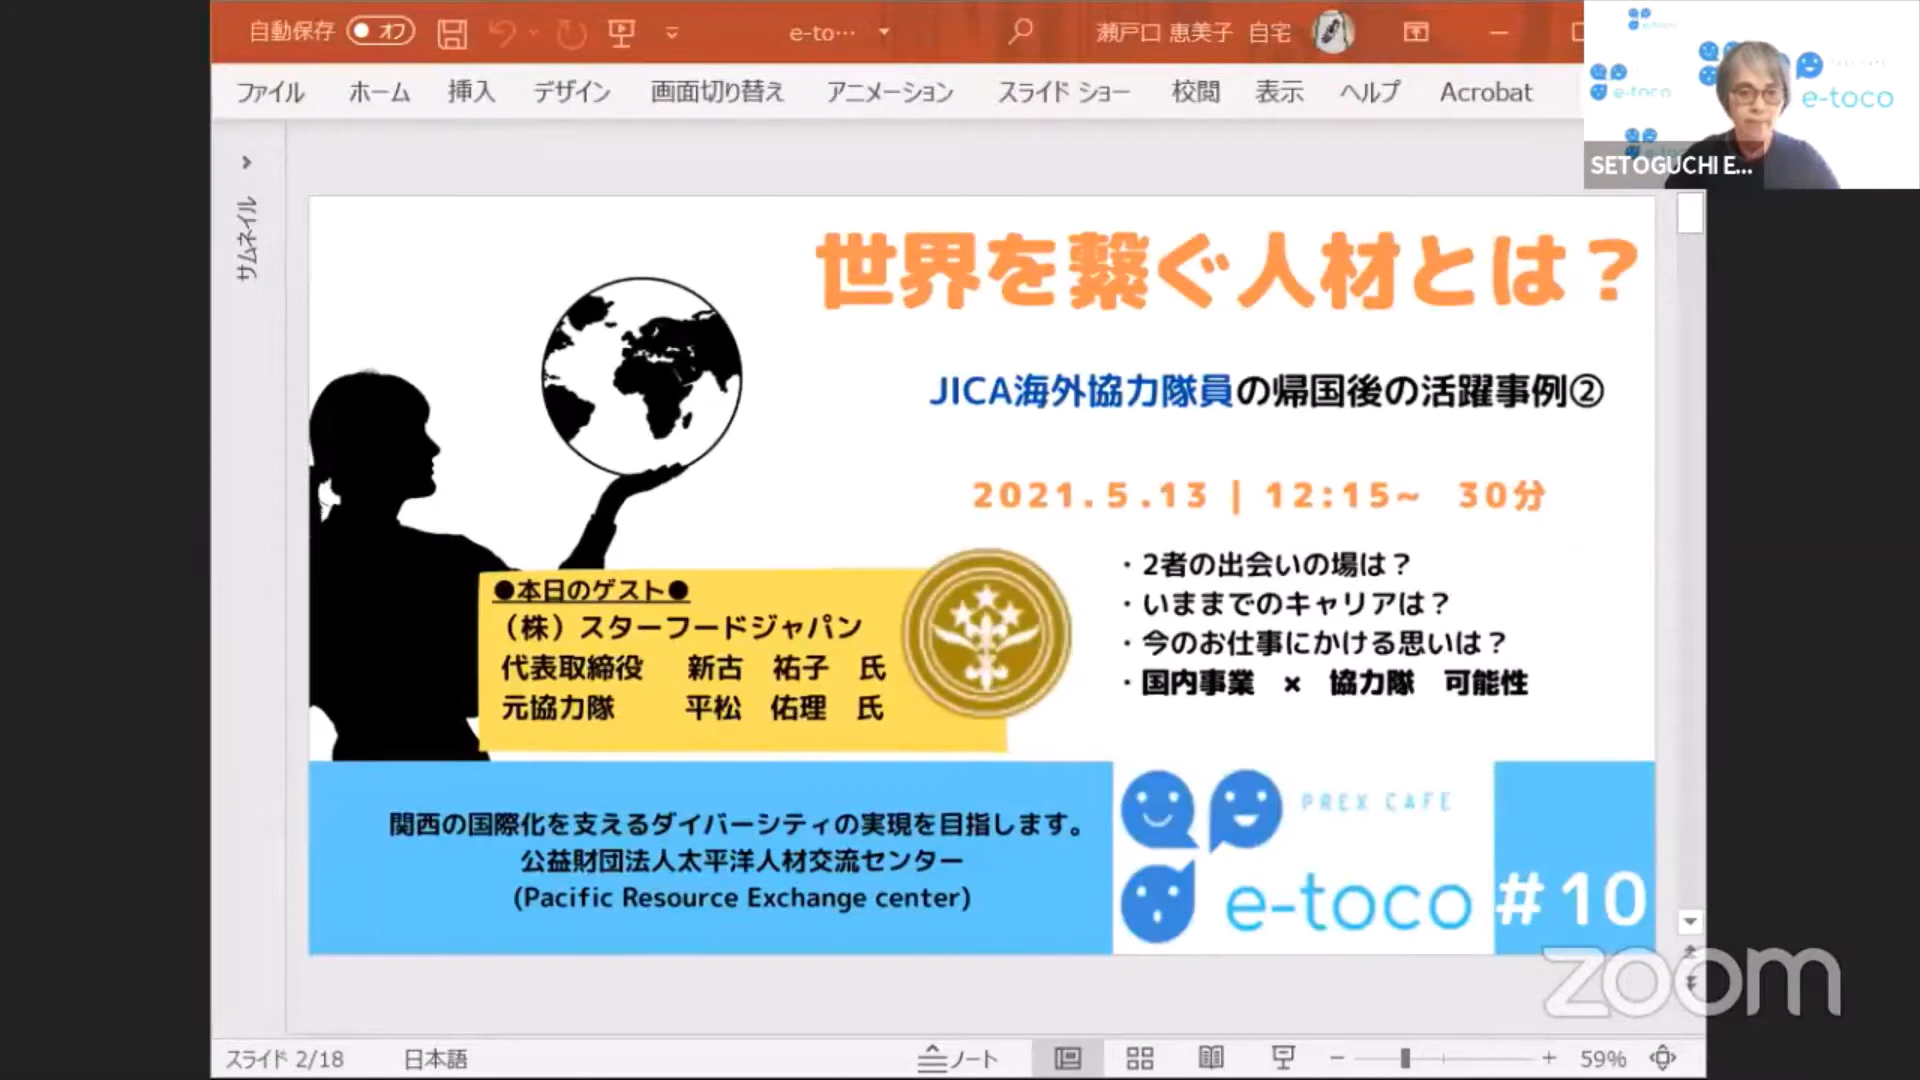 自動保存 オフ e-to… 瀬戸口 恵美子 自宅
ファイル ホーム 挿入 デザイン 画面切り替え アニメーション スライド ショー 校閲 表示 ヘルプ Acrobat
e-toco
e-toco
SETOGUCHI E...
サムネイル
世界を繋ぐ人材とは？
JICA海外協力隊員の帰国後の活躍事例②
2021.5.13 | 12:15~ 30分
●本日のゲスト●
（株）スターフードジャパン
代表取締役 新古 祐子 氏
元協力隊 平松 佑理 氏
・2者の出会いの場は？
・いままでのキャリアは？
・今のお仕事にかける思いは？
・国内事業 × 協力隊 可能性
関西の国際化を支えるダイバーシティの実現を目指します。
公益財団法人太平洋人材交流センター
(Pacific Resource Exchange center)
PREX CAFE
e-toco #10
zoom
スライド 2/18 日本語 ノート 59%